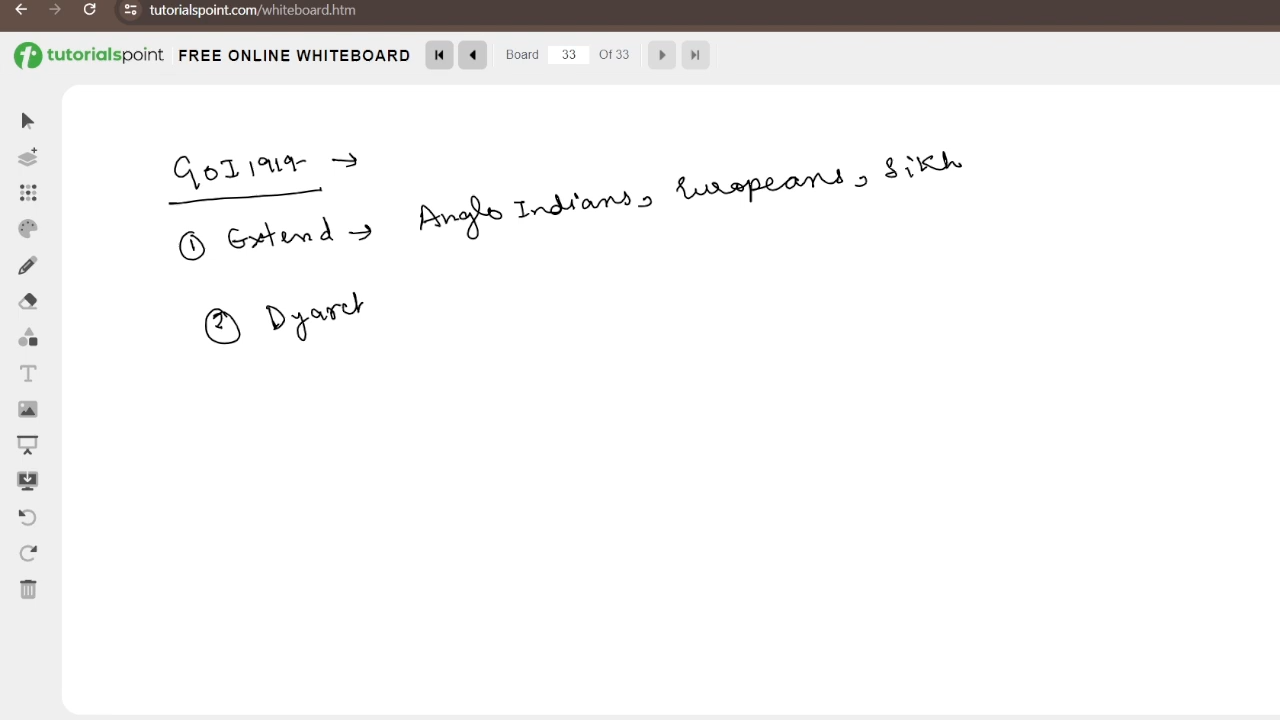 tutorialspoint.com/whiteboard.htm
tutorialspoint FREE ONLINE WHITEBOARD Board 33 Of 33
GOI 1919 →
① Extend → Anglo Indians, Europeans, Sikh
② Dyarch